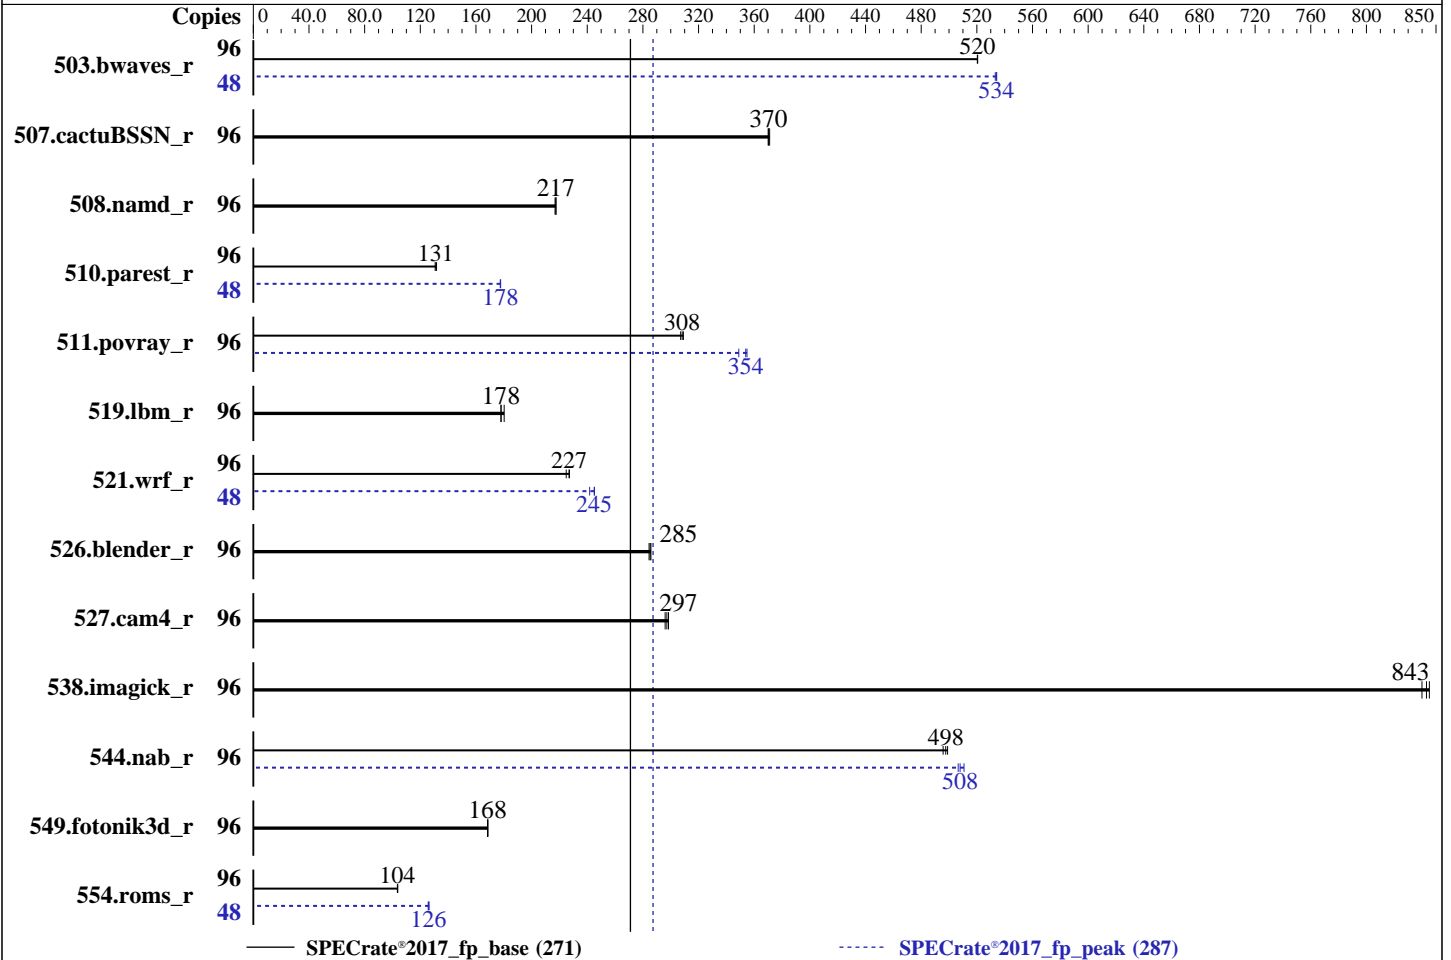 Copies 0 40.0 80.0 120 160 200 240 280 320 360 400 440 480 520 560 600 640 680 720 760 800 850
503.bwaves_r 96 520
48 534
507.cactuBSSN_r 96 370
508.namd_r 96 217
510.parest_r 96 131
48 178
511.povray_r 96 308
354
519.lbm_r 96 178
521.wrf_r 96 227
48 245
526.blender_r 96 285
527.cam4_r 96 297
538.imagick_r 96 843
544.nab_r 96 498
508
549.fotonik3d_r 96 168
554.roms_r 96 104
48 126
SPECrate®2017_fp_base (271) SPECrate®2017_fp_peak (287)